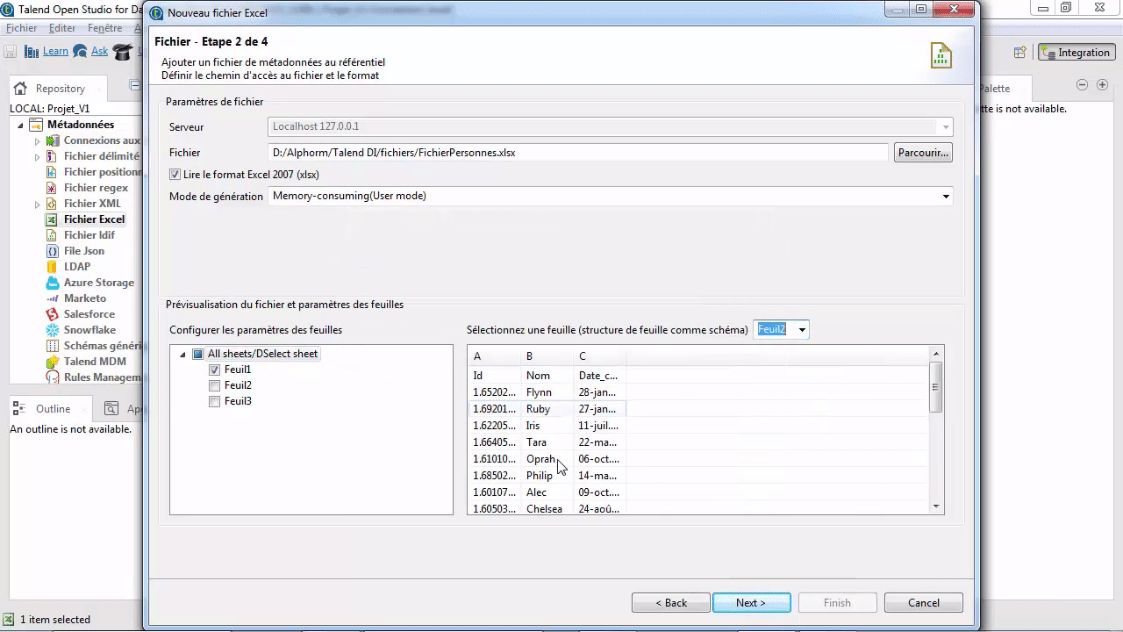 Talend Open Studio for Da
Nouveau fichier Excel
Fichier Editer Fenêtre
Learn Ask
Integration
Repository
LOCAL: Projet_V1
Métadonnées
Connexions aux
Fichier délimité
Fichier position
Fichier regex
Fichier XML
Fichier Excel
Fichier ldif
File Json
LDAP
Azure Storage
Marketo
Salesforce
Snowflake
Schémas généri
Talend MDM
Rules Managem
Outline
An outline is not available.
1 item selected
Fichier - Etape 2 de 4
Ajouter un fichier de métadonnées au référentiel
Définir le chemin d'accès au fichier et le format
Paramètres de fichier
Serveur Localhost 127.0.0.1
Fichier D:/Alphorm/Talend DI/fichiers/FichierPersonnes.xlsx Parcourir...
Lire le format Excel 2007 (xlsx)
Mode de génération Memory-consuming(User mode)
Prévisualisation du fichier et paramètres des feuilles
Configurer les paramètres des feuilles
All sheets/DSelect sheet
Feuil1
Feuil2
Feuil3
Sélectionnez une feuille (structure de feuille comme schéma) Feuil2
A B C
Id Nom Date_c...
1.65202... Flynn 28-jan...
1.69201... Ruby 27-jan...
1.62205... Iris 11-juil....
1.66405... Tara 22-ma...
1.61010... Oprah 06-oct....
1.68502... Philip 14-ma...
1.60107... Alec 09-oct....
1.60503... Chelsea 24-aoû...
< Back Next > Finish Cancel
Palette
tte is not available.